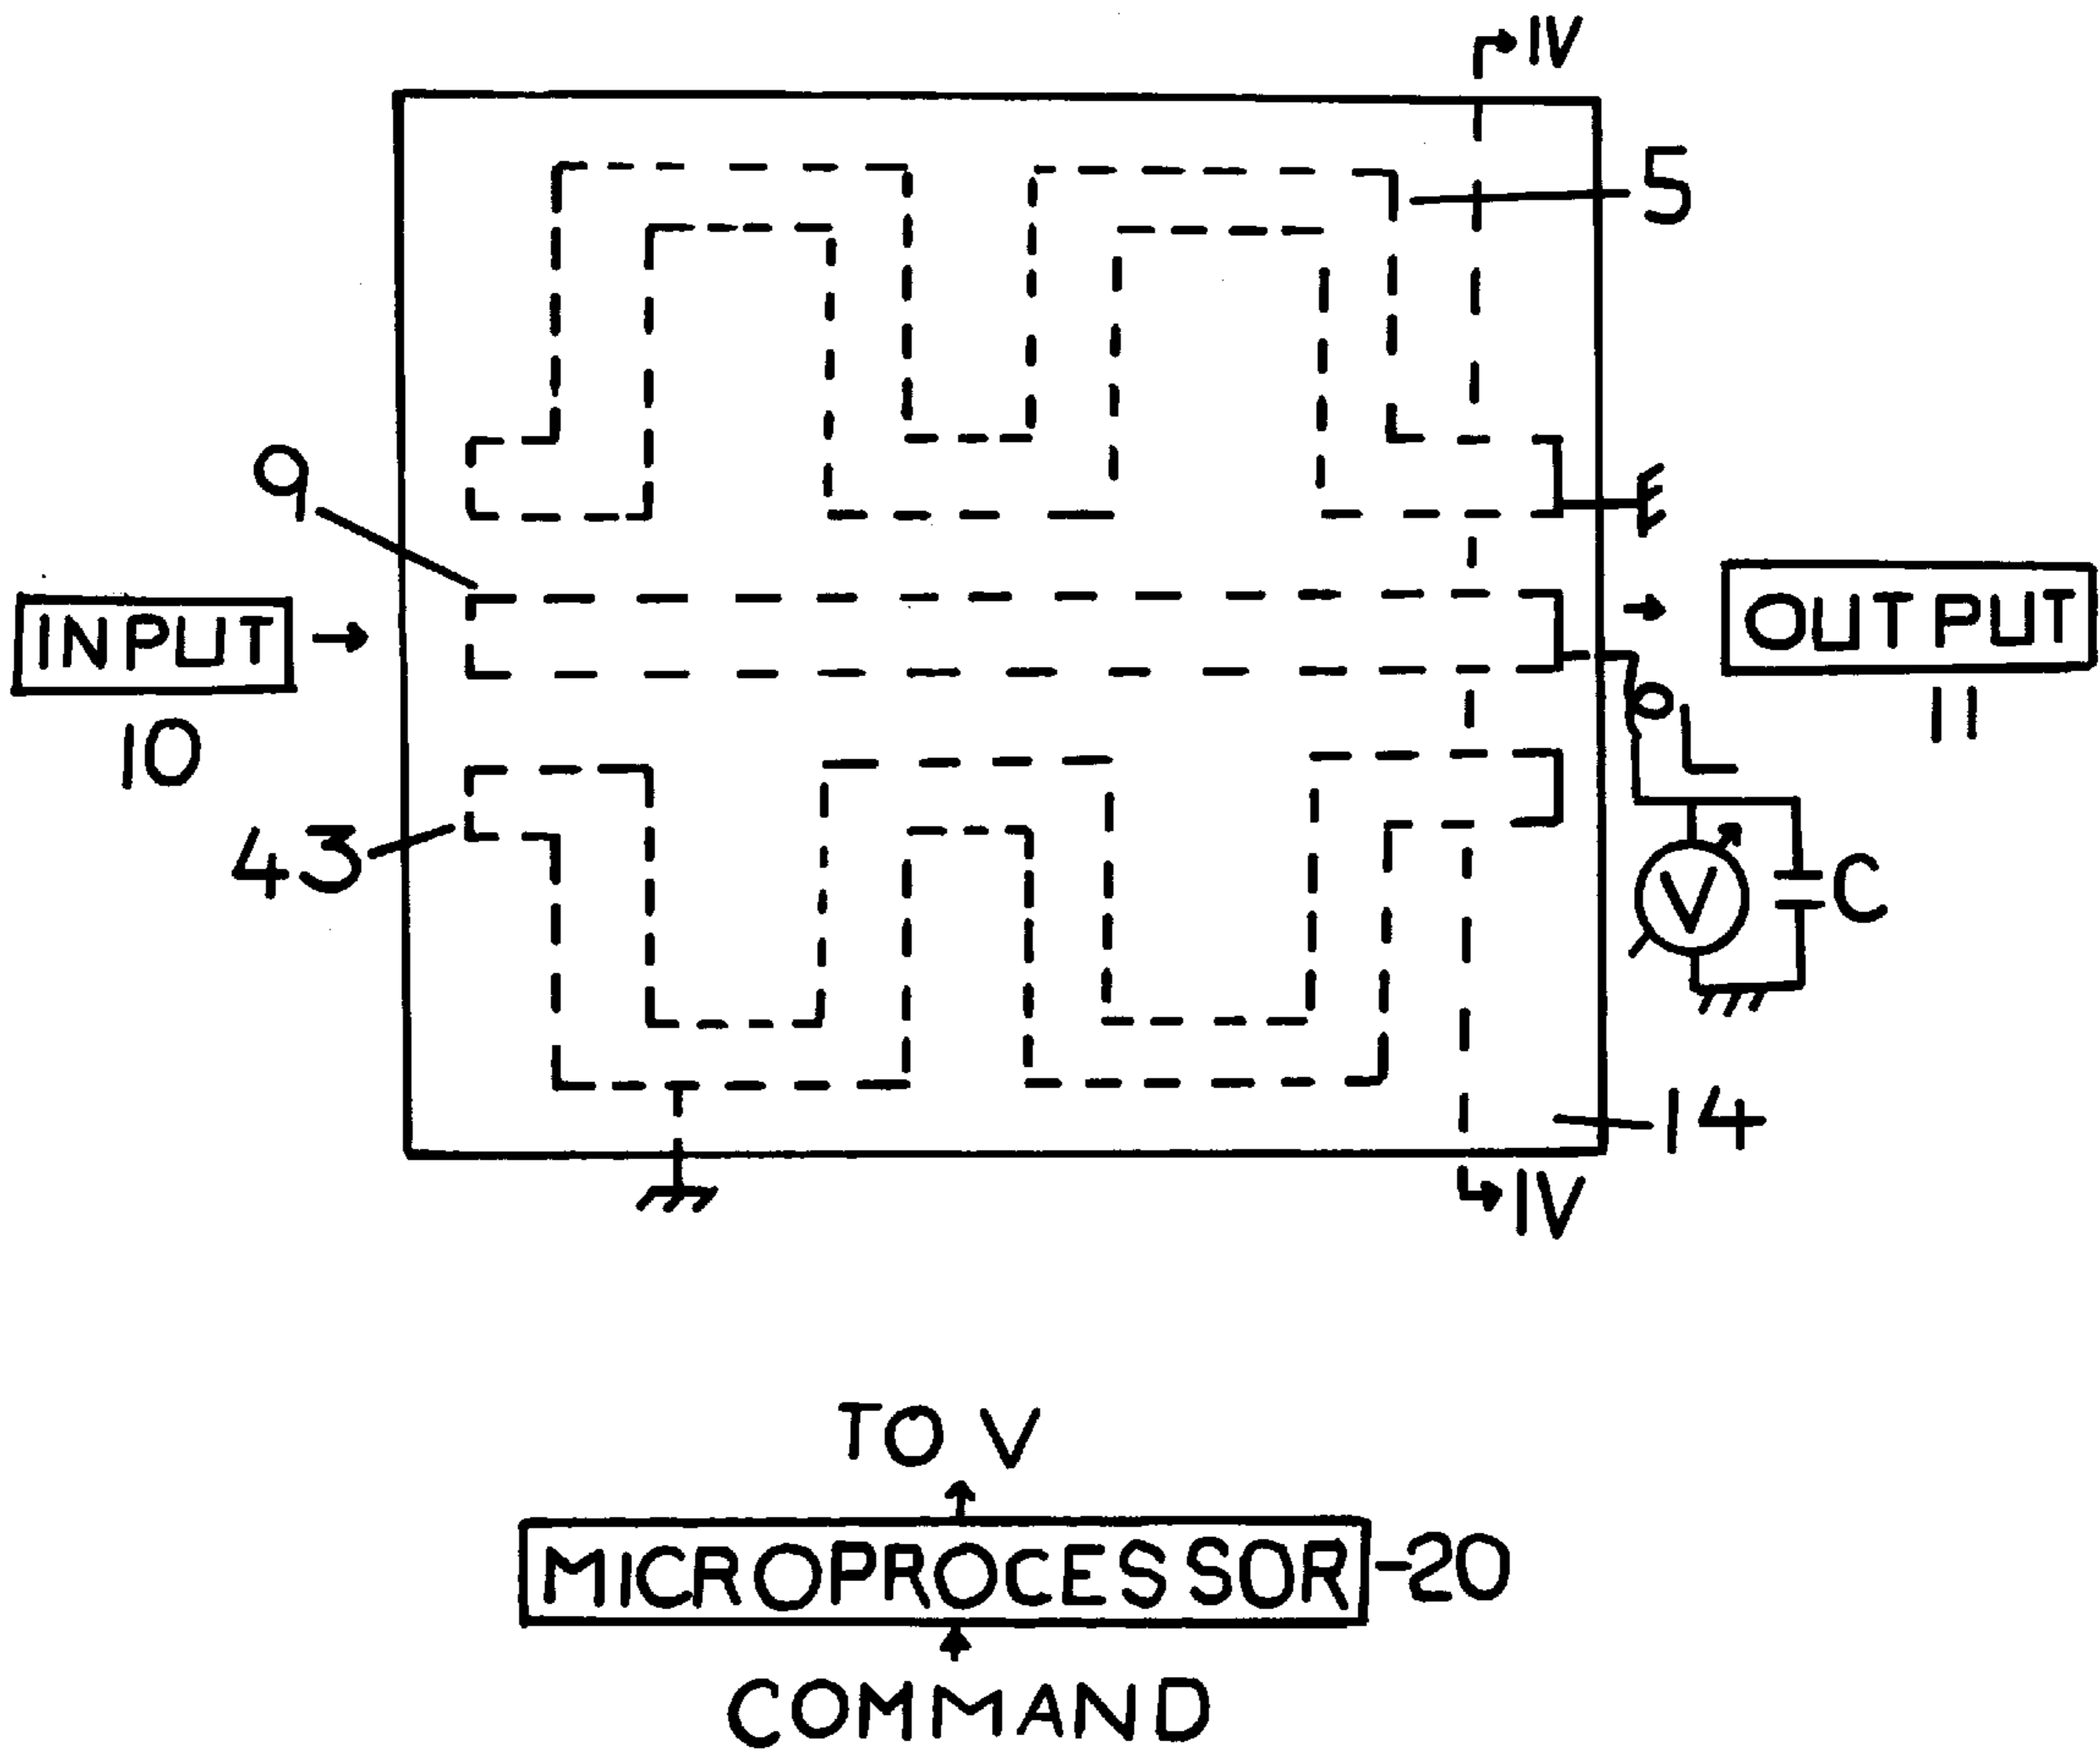 IV
5
9
INPUT
10
OUTPUT
11
43
V
C
14
IV
TO V
MICROPROCESSOR
20
COMMAND